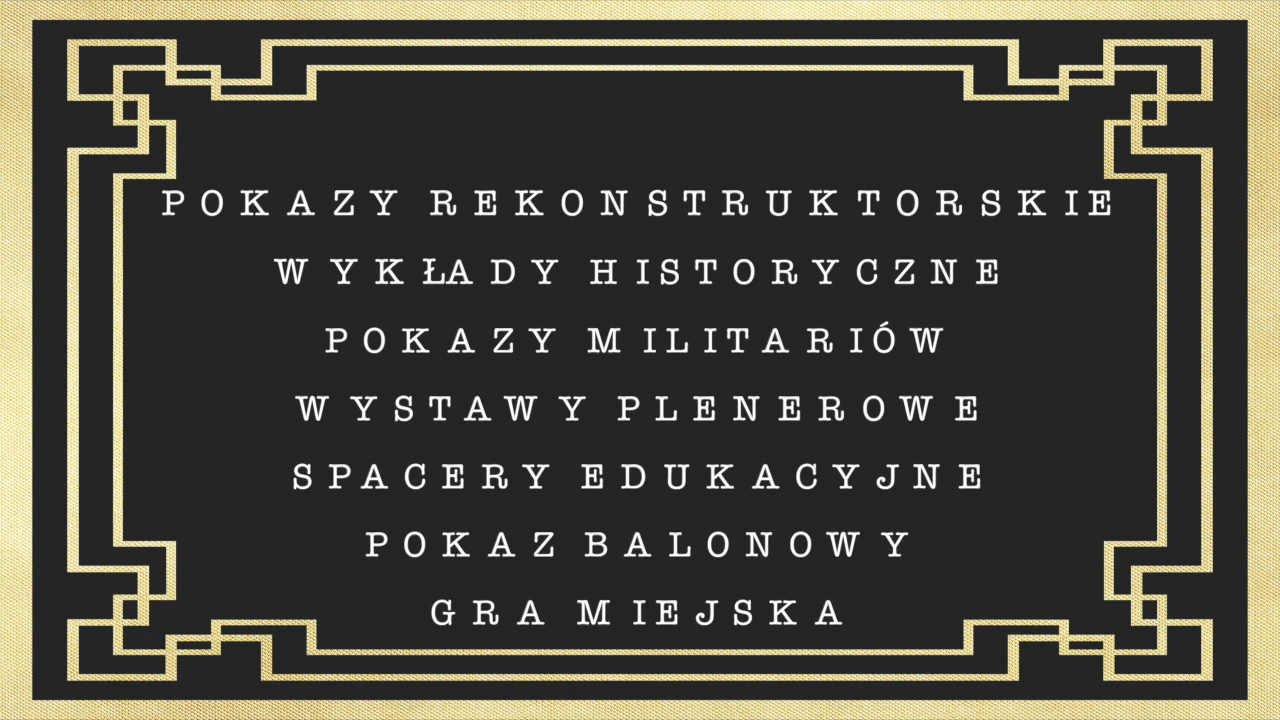 POKAZY REKONSTRUKTORSKIE
WYKŁADY HISTORYCZNE
POKAZY MILITARIÓW
WYSTAWY PLENEROWE
SPACERY EDUKACYJNE
POKAZ BALONOWY
GRA MIEJSKA